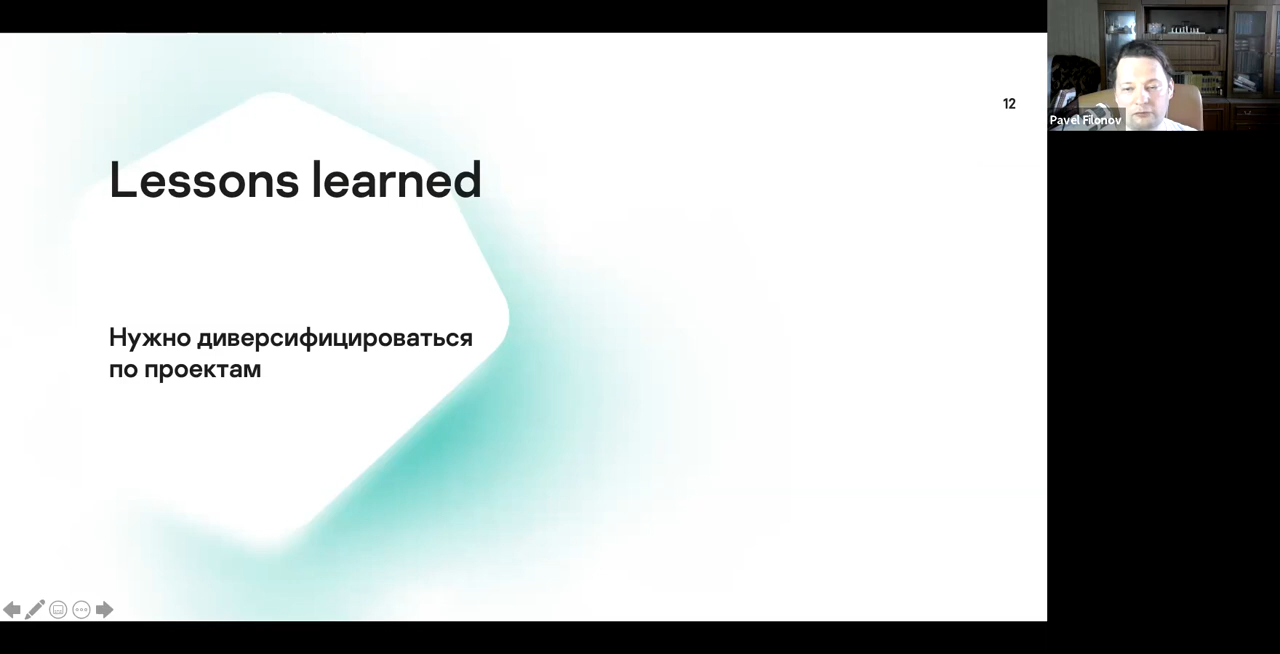 12
Lessons learned
Нужно диверсифицироваться
по проектам
Pavel Filonov